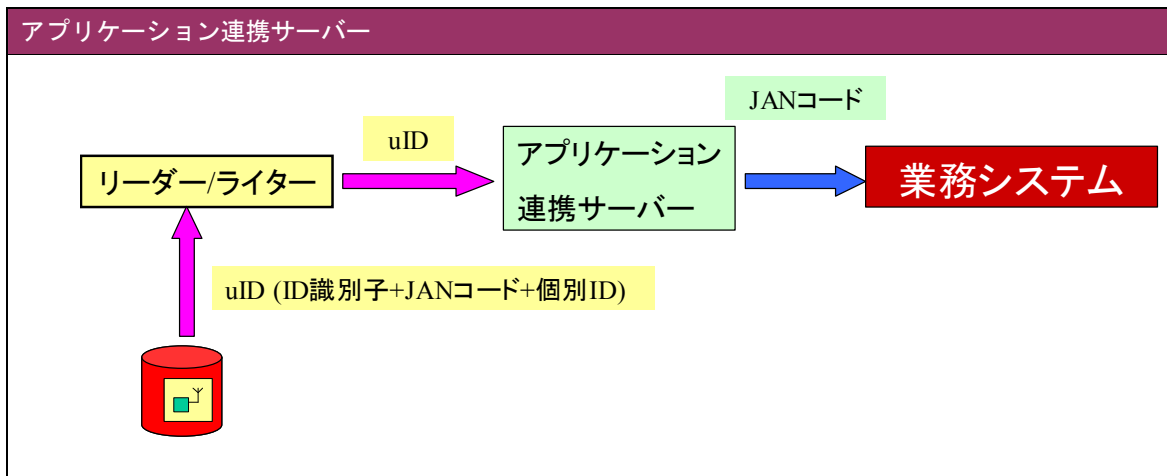 アプリケーション連携サーバー
JANコード
uID
アプリケーション
連携サーバー
リーダー/ライター
業務システム
uID (ID識別子+JANコード+個別ID)